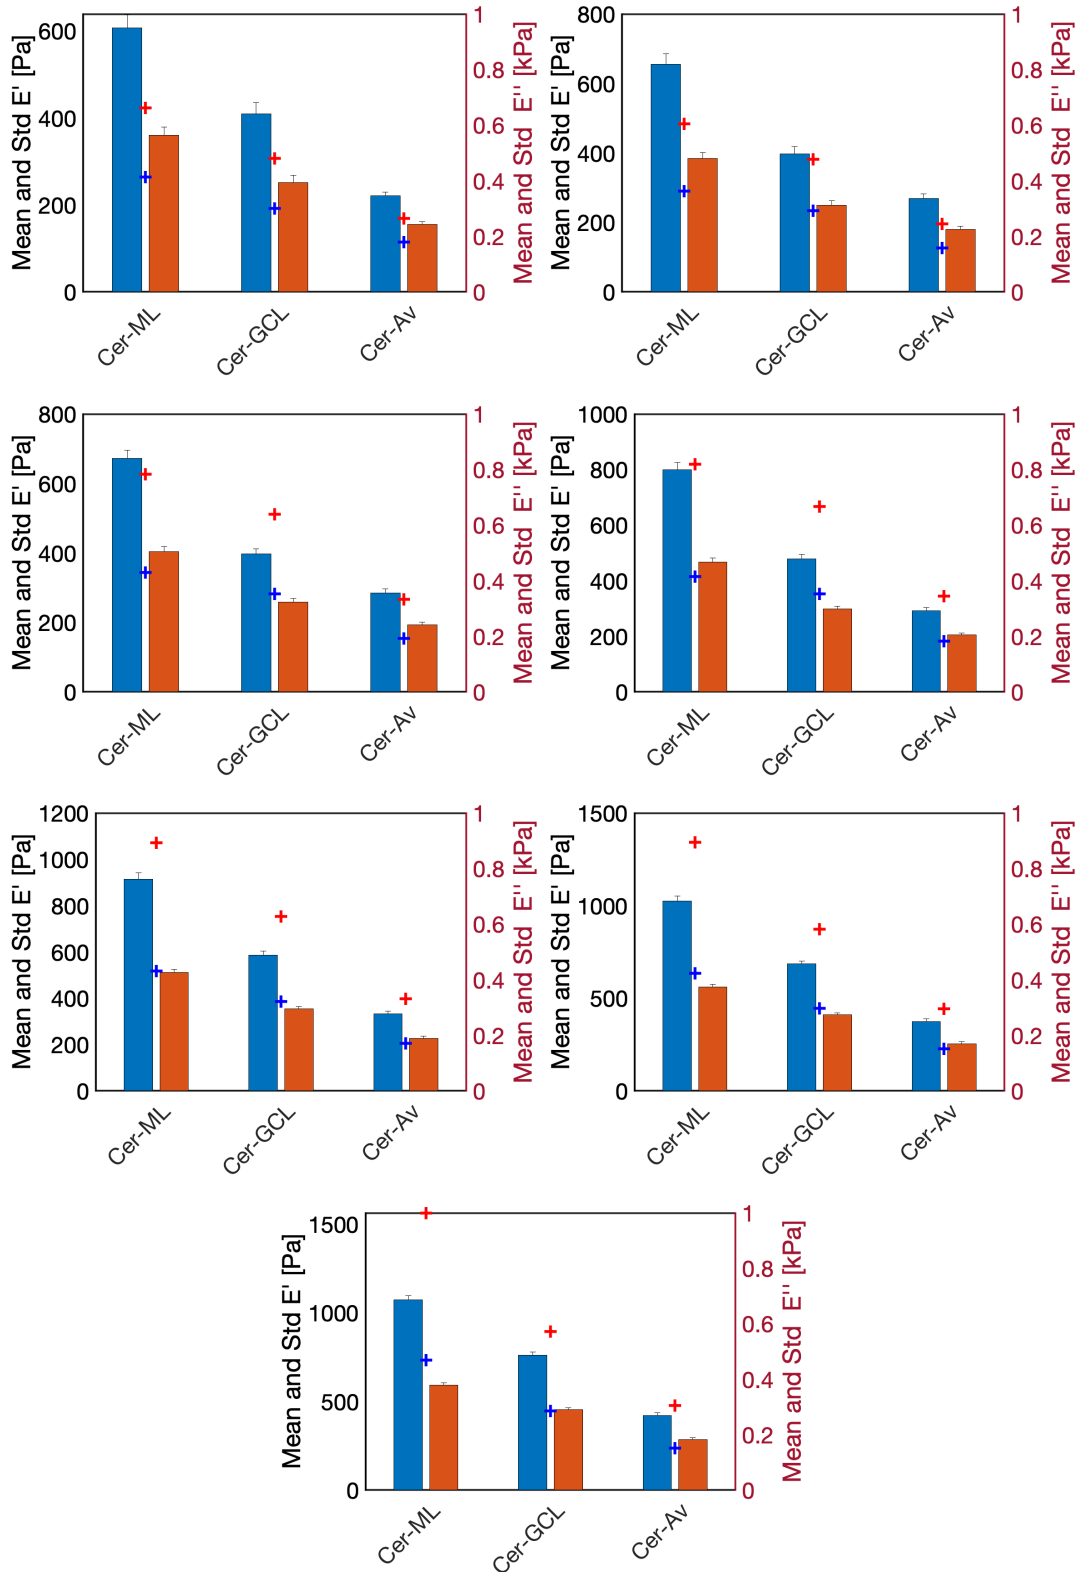 Mean and Std E' [Pa]
600
400
200
0
Cer-ML
Cer-GCL
Cer-Av
1
0.8
0.6
0.4
0.2
0
Mean and Std E'' [kPa]
Mean and Std E' [Pa]
800
600
400
200
0
Cer-ML
Cer-GCL
Cer-Av
1
0.8
0.6
0.4
0.2
0
Mean and Std E'' [kPa]
Mean and Std E' [Pa]
800
600
400
200
0
Cer-ML
Cer-GCL
Cer-Av
1
0.8
0.6
0.4
0.2
0
Mean and Std E'' [kPa]
Mean and Std E' [Pa]
1000
800
600
400
200
0
Cer-ML
Cer-GCL
Cer-Av
1
0.8
0.6
0.4
0.2
0
Mean and Std E'' [kPa]
Mean and Std E' [Pa]
1200
1000
800
600
400
200
0
Cer-ML
Cer-GCL
Cer-Av
1
0.8
0.6
0.4
0.2
0
Mean and Std E'' [kPa]
Mean and Std E' [Pa]
1500
1000
500
0
Cer-ML
Cer-GCL
Cer-Av
1
0.8
0.6
0.4
0.2
0
Mean and Std E'' [kPa]
Mean and Std E' [Pa]
1500
1000
500
0
Cer-ML
Cer-GCL
Cer-Av
1
0.8
0.6
0.4
0.2
0
Mean and Std E'' [kPa]